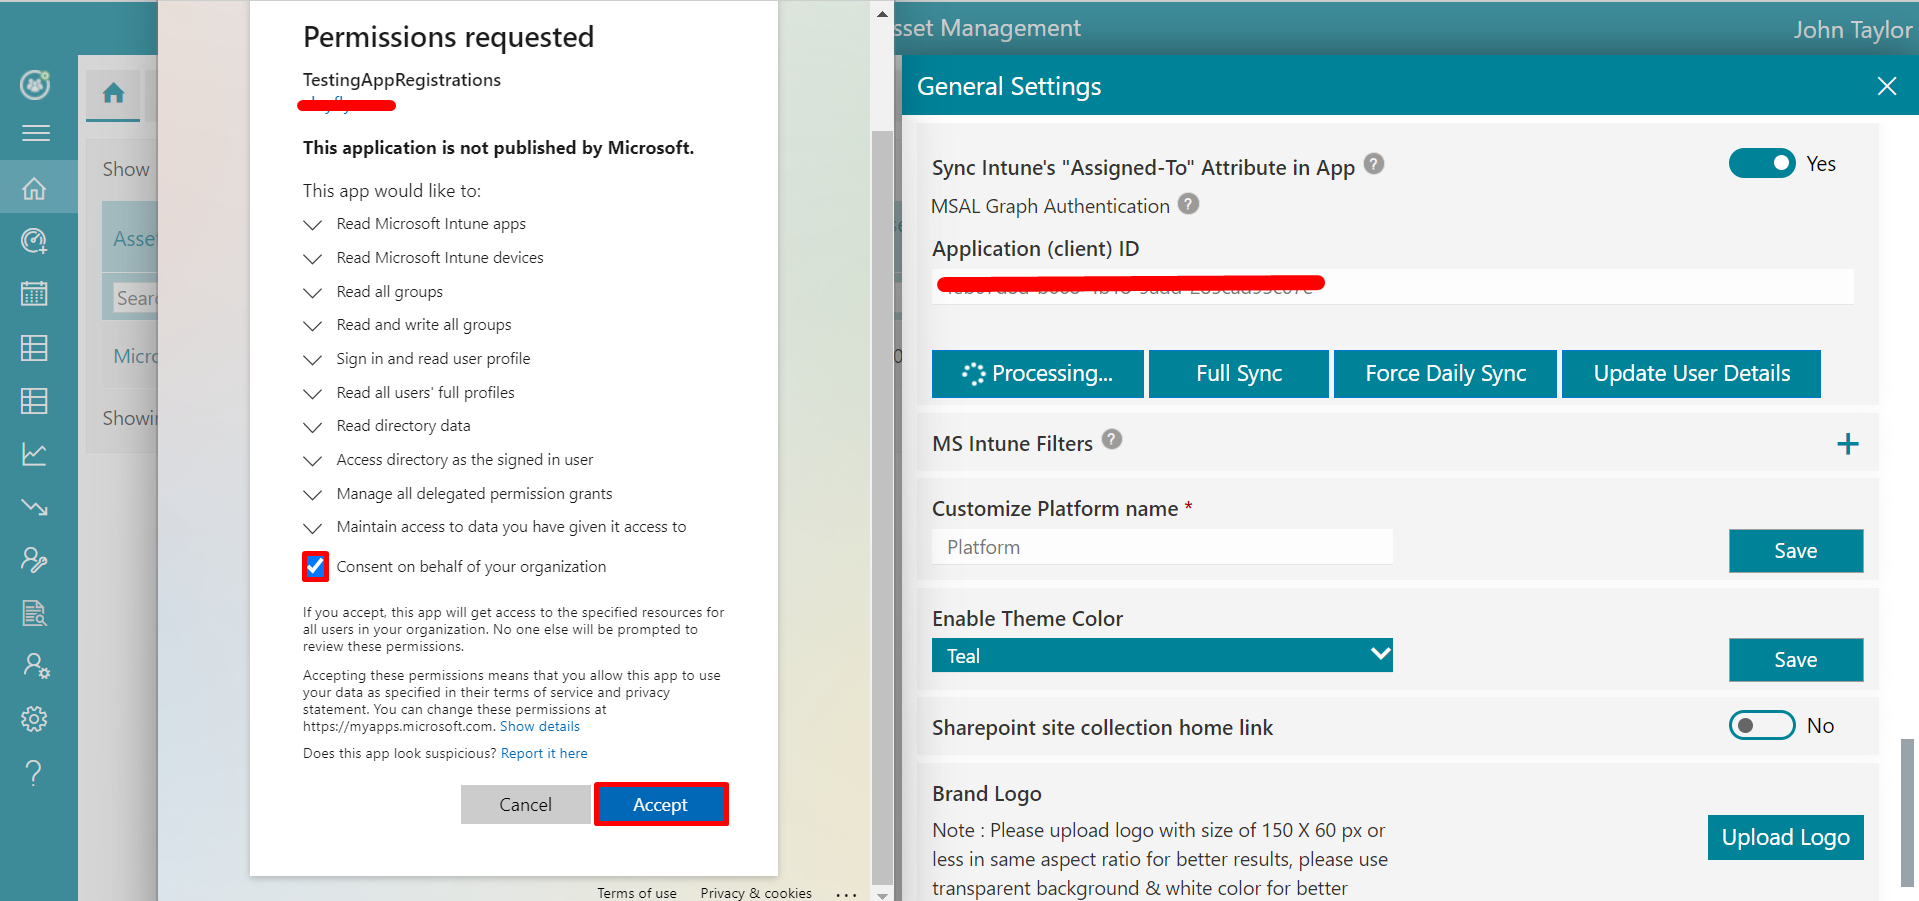 Permissions requested
TestingAppRegistrations
This application is not published by Microsoft.
This app would like to:
Read Microsoft Intune apps
Read Microsoft Intune devices
Read all groups
Read and write all groups
Sign in and read user profile
Read all users' full profiles
Read directory data
Access directory as the signed in user
Manage all delegated permission grants
Maintain access to data you have given it access to
Consent on behalf of your organization
If you accept, this app will get access to the specified resources for
all users in your organization. No one else will be prompted to
review these permissions.
Accepting these permissions means that you allow this app to use
your data as specified in their terms of service and privacy
statement. You can change these permissions at
https://myapps.microsoft.com. Show details
Does this app look suspicious? Report it here
Cancel
Accept
Terms of use
Privacy & cookies
...
Show
Asset
Micro
Asset Management
John Taylor
General Settings
Sync Intune's "Assigned-To" Attribute in App ?
Yes
MSAL Graph Authentication ?
Application (client) ID
Processing...
Full Sync
Force Daily Sync
Update User Details
MS Intune Filters ?
Customize Platform name *
Platform
Save
Enable Theme Color
Teal
Save
Sharepoint site collection home link
No
Brand Logo
Note : Please upload logo with size of 150 X 60 px or
less in same aspect ratio for better results, please use
transparent background & white color for better
Upload Logo